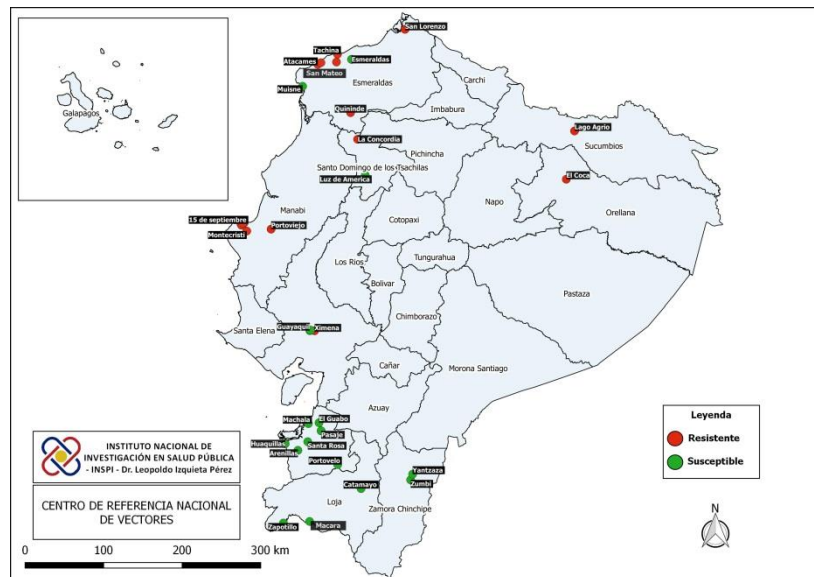 San Lorenzo
Tachina
Atacames
Esmeraldas
San Mateo
Esmeraldas
Carchi
Muisne
Imbabura
Galapagos
Quininde
Lago Agrio
La Concordia
Sucumbios
Pichincha
Santo Domingo de los Tsachilas
Luz de America
El Coca
Napo
Manabi
Orellana
15 de septiembre
Cotopaxi
Portoviejo
Montecristi
Tungurahua
Los Rios
Bolivar
Pastaza
Chimborazo
Santa Elena
Guayaquil
Ximena
Cañar
Morona Santiago
Azuay
Leyenda
Resistente
Susceptible
Machala
El Guabo
Pasaje
Huaquillas
Santa Rosa
Arenillas
Portovelo
Yantzaza
Zumbi
Catamayo
Loja
Zamora Chinchipe
Zapotillo
Macara
INSTITUTO NACIONAL DE
INVESTIGACIÓN EN SALUD PÚBLICA
- INSPI - Dr. Leopoldo Izquieta Pérez
CENTRO DE REFERENCIA NACIONAL
DE VECTORES
0 100 200 300 km
N